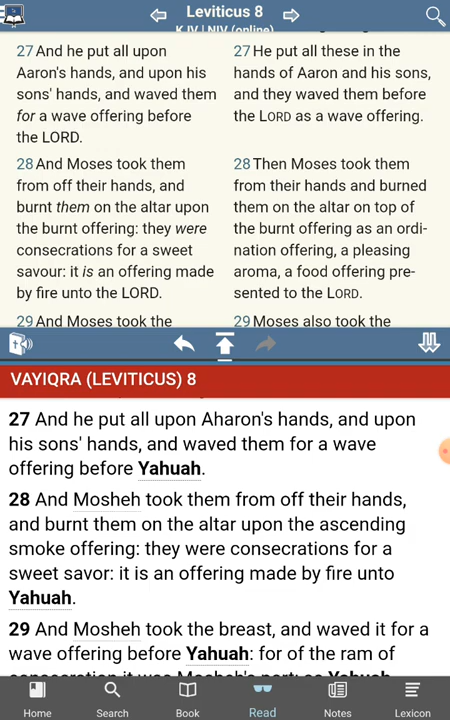 Leviticus 8
KJV | NIV (online)
27 And he put all upon
Aaron's hands, and upon his
sons' hands, and waved them
for a wave offering before
the LORD.
28 And Moses took them
from off their hands, and
burnt them on the altar upon
the burnt offering: they were
consecrations for a sweet
savour: it is an offering made
by fire unto the LORD.
29 And Moses took the
27 He put all these in the
hands of Aaron and his sons,
and they waved them before
the LORD as a wave offering.
28 Then Moses took them
from their hands and burned
them on the altar on top of
the burnt offering as an ordi-
nation offering, a pleasing
aroma, a food offering pre-
sented to the LORD.
29 Moses also took the
VAYIQRA (LEVITICUS) 8
27 And he put all upon Aharon's hands, and upon
his sons' hands, and waved them for a wave
offering before Yahuah.
28 And Mosheh took them from off their hands,
and burnt them on the altar upon the ascending
smoke offering: they were consecrations for a
sweet savor: it is an offering made by fire unto
Yahuah.
29 And Mosheh took the breast, and waved it for a
wave offering before Yahuah: for of the ram of
consecration it was Mosheh's part; as Yahuah
Home
Search
Book
Read
Notes
Lexicon